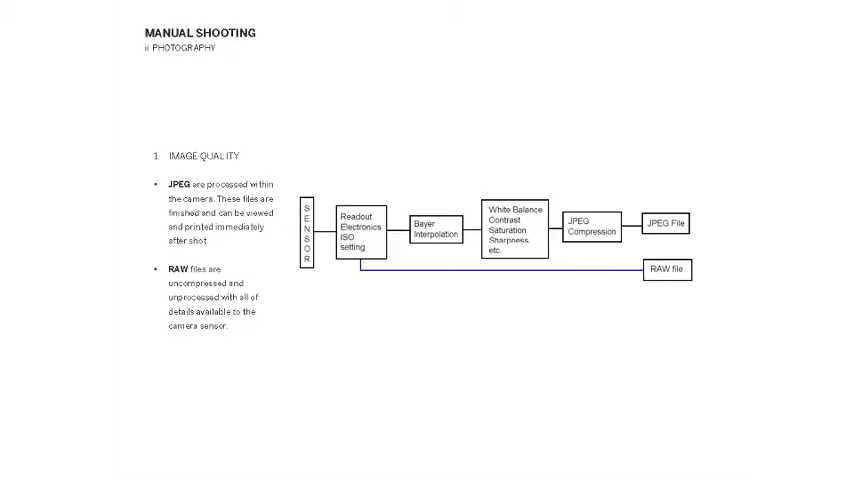 MANUAL SHOOTING
ii PHOTOGRAPHY
1 IMAGE QUALITY
• JPEG are processed within
the camera. These files are
finished and can be viewed
and printed immediately
after shot.
• RAW files are
uncompressed and
unprocessed with all of
details available to the
camera sensor.
SENSOR
Readout
Electronics
ISO
setting
Bayer
Interpolation
White Balance
Contrast
Saturation
Sharpness
etc.
JPEG
Compression
JPEG File
RAW file